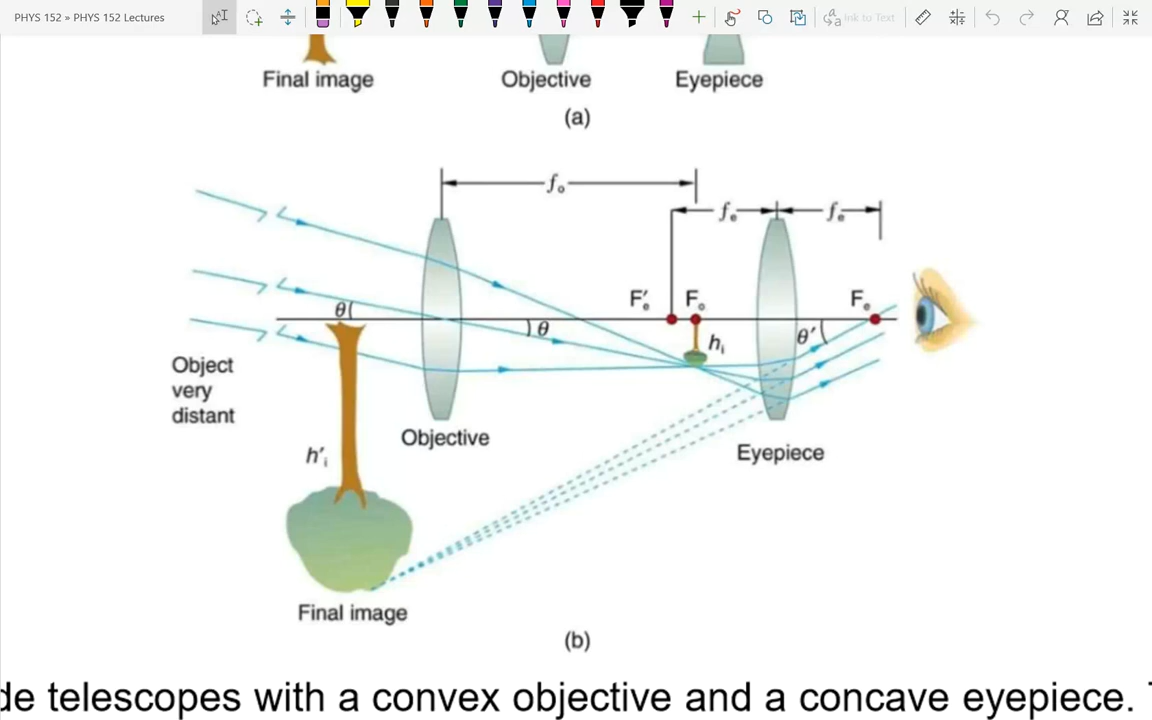 PHYS 152 » PHYS 152 Lectures
Ink to Text
Final image Objective Eyepiece
(a)
fₒ
fₑ fₑ
F′ₑ Fₒ Fₑ
θ θ hᵢ θ′
Object
very
distant
Objective
Eyepiece
h′ᵢ
Final image
(b)
de telescopes with a convex objective and a concave eyepiece.